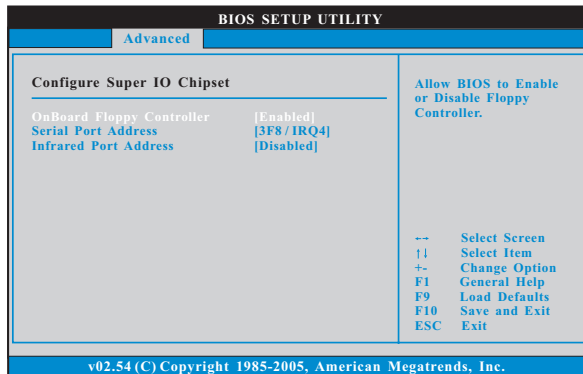 BIOS SETUP UTILITY
Advanced
Configure Super IO Chipset
OnBoard Floppy Controller [Enabled]
Serial Port Address [3F8 / IRQ4]
Infrared Port Address [Disabled]
Allow BIOS to Enable
or Disable Floppy
Controller.
←→ Select Screen
↑↓ Select Item
+- Change Option
F1 General Help
F9 Load Defaults
F10 Save and Exit
ESC Exit
v02.54 (C) Copyright 1985-2005, American Megatrends, Inc.